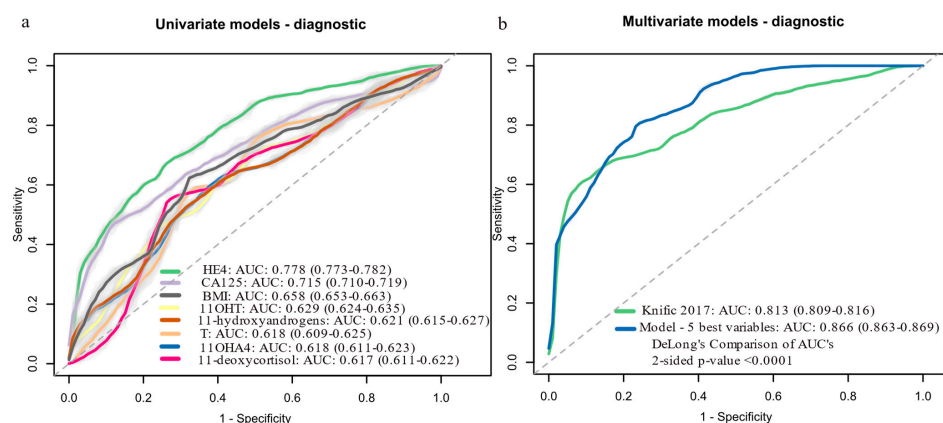 a
Univariate models - diagnostic
Sensitivity
1.0
0.8
0.6
0.4
0.2
0.0
HE4: AUC: 0.778 (0.773-0.782)
CA125: AUC: 0.715 (0.710-0.719)
BMI: AUC: 0.658 (0.653-0.663)
11OHT: AUC: 0.629 (0.624-0.635)
11-hydroxyandrogens: AUC: 0.621 (0.615-0.627)
T: AUC: 0.618 (0.609-0.625)
11OHA4: AUC: 0.618 (0.611-0.623)
11-deoxycortisol: AUC: 0.617 (0.611-0.622)
0.0 0.2 0.4 0.6 0.8 1.0
1 - Specificity
b
Multivariate models - diagnostic
Sensitivity
1.0
0.8
0.6
0.4
0.2
0.0
Knific 2017: AUC: 0.813 (0.809-0.816)
Model - 5 best variables: AUC: 0.866 (0.863-0.869)
DeLong's Comparison of AUC's
2-sided p-value <0.0001
0.0 0.2 0.4 0.6 0.8 1.0
1 - Specificity